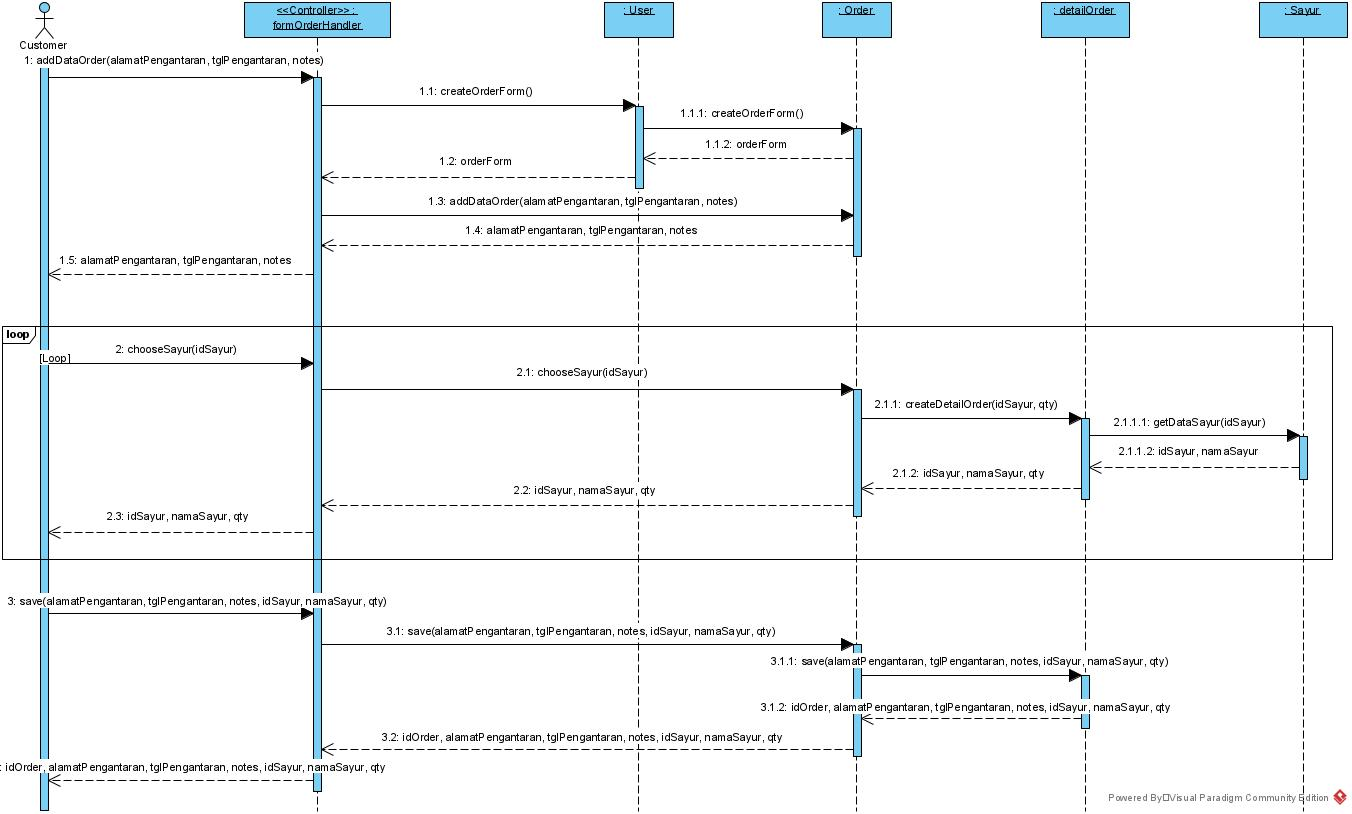 <<Controller>> :
formOrderHandler
: User
: Order
: detailOrder
: Sayur
Customer
1: addDataOrder(alamatPengantaran, tglPengantaran, notes)
1.1: createOrderForm()
1.1.1: createOrderForm()
1.1.2: orderForm
1.2: orderForm
1.3: addDataOrder(alamatPengantaran, tglPengantaran, notes)
1.4: alamatPengantaran, tglPengantaran, notes
1.5: alamatPengantaran, tglPengantaran, notes
loop
[Loop]
2: chooseSayur(idSayur)
2.1: chooseSayur(idSayur)
2.1.1: createDetailOrder(idSayur, qty)
2.1.1.1: getDataSayur(idSayur)
2.1.1.2: idSayur, namaSayur
2.1.2: idSayur, namaSayur, qty
2.2: idSayur, namaSayur, qty
2.3: idSayur, namaSayur, qty
3: save(alamatPengantaran, tglPengantaran, notes, idSayur, namaSayur, qty)
3.1: save(alamatPengantaran, tglPengantaran, notes, idSayur, namaSayur, qty)
3.1.1: save(alamatPengantaran, tglPengantaran, notes, idSayur, namaSayur, qty)
3.1.2: idOrder, alamatPengantaran, tglPengantaran, notes, idSayur, namaSayur, qty
3.2: idOrder, alamatPengantaran, tglPengantaran, notes, idSayur, namaSayur, qty
: idOrder, alamatPengantaran, tglPengantaran, notes, idSayur, namaSayur, qty
Powered By Visual Paradigm Community Edition